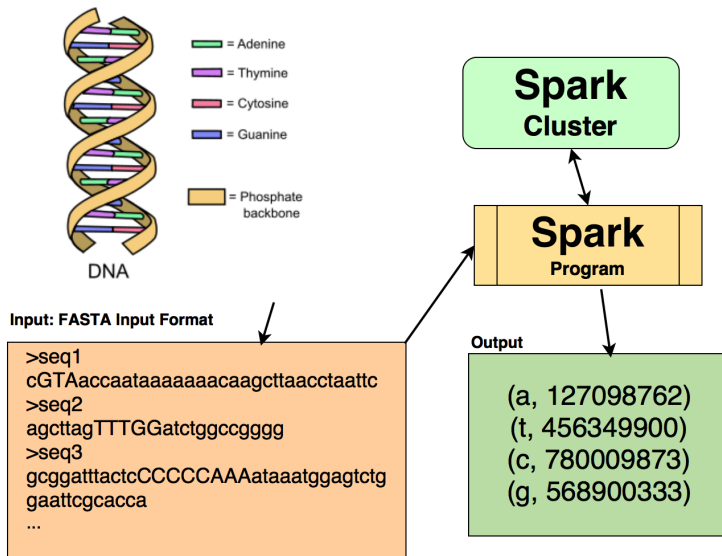 = Adenine
= Thymine
= Cytosine
= Guanine
= Phosphate
backbone
DNA
Spark
Cluster
Spark
Program
Input: FASTA Input Format
>seq1
cGTAaccaataaaaaaacaagcttaacctaattc
>seq2
agcttagTTTGGatctggccgggg
>seq3
gcggatttactcCCCCCAAAataaatggagtctg
gaattcgcacca
...
Output
(a, 127098762)
(t, 456349900)
(c, 780009873)
(g, 568900333)